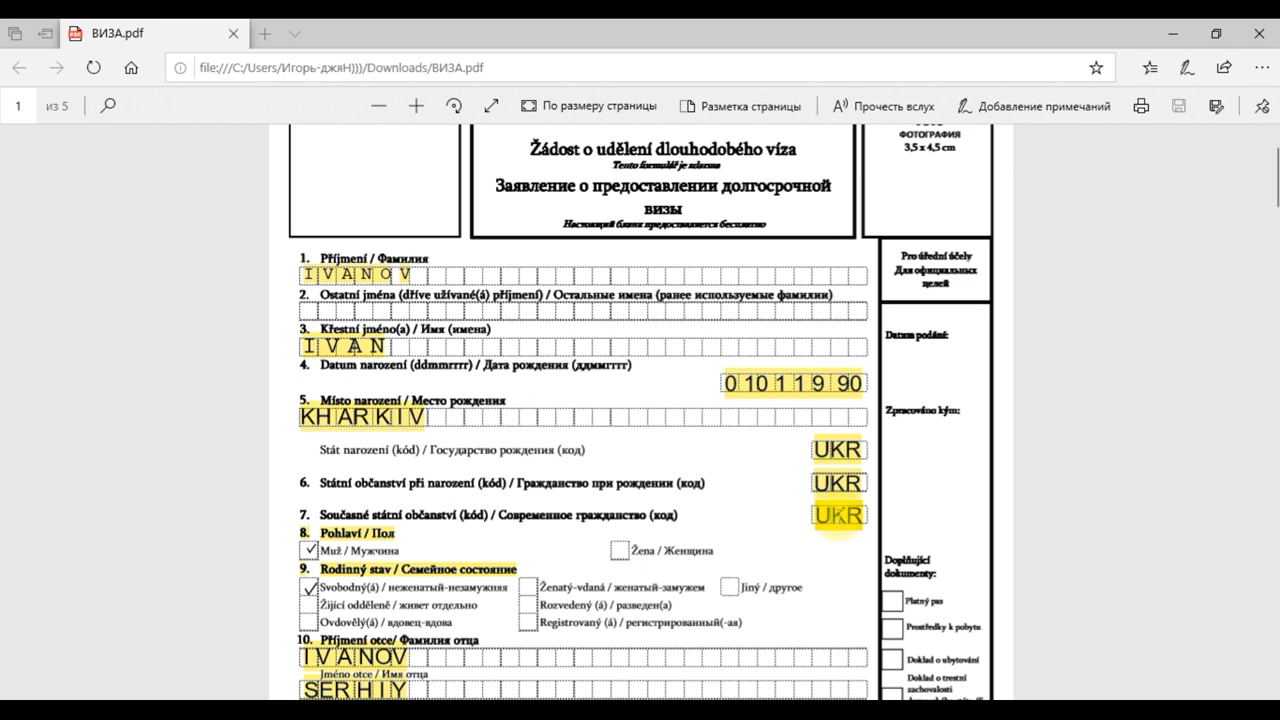 ВИЗА.pdf
file:///C:/Users/Игорь-джяН)))/Downloads/ВИЗА.pdf
1 из 5 По размеру страницы Разметка страницы Прочесть вслух Добавление примечаний
ФОТОГРАФИЯ
3,5 x 4,5 cm
Žádost o udělení dlouhodobého víza
Tento formulář je zdarma
Заявление о предоставлении долгосрочной
визы
Настоящий бланк предоставляется бесплатно
Pro úřední účely
Для официальных
целей
1. Příjmení / Фамилия
IVANOV
2. Ostatní jména (dříve užívané(á) příjmení) / Остальные имена (ранее используемые фамилии)
3. Křestní jméno(a) / Имя (имена)
IVAN
Datum podání:
4. Datum narození (ddmmrrrr) / Дата рождения (ддммгггг)
01011990
5. Místo narození / Место рождения
KHARKIV
Zpracováno kým:
Stát narození (kód) / Государство рождения (код) UKR
6. Státní občanství při narození (kód) / Гражданство при рождении (код) UKR
7. Současné státní občanství (kód) / Современное гражданство (код) UKR
8. Pohlaví / Пол
✓ Muž / Мужчина Žena / Женщина
9. Rodinný stav / Семейное состояние
✓ Svobodný(á) / неженатый-незамужняя Ženatý-vdaná / женатый-замужем Jiný / другое
Žijící odděleně / живет отдельно Rozvedený (á) / разведен(а)
Ovdovělý(á) / вдовец-вдова Registrovaný (á) / регистрированный(-ая)
Doplňující
dokumenty:
Platný pas
Prostředky k pobytu
Doklad o ubytování
Doklad o trestní
zachovalosti
10. Příjmení otce/ Фамилия отца
IVANOV
Jméno otce / Имя отца
SERHIY